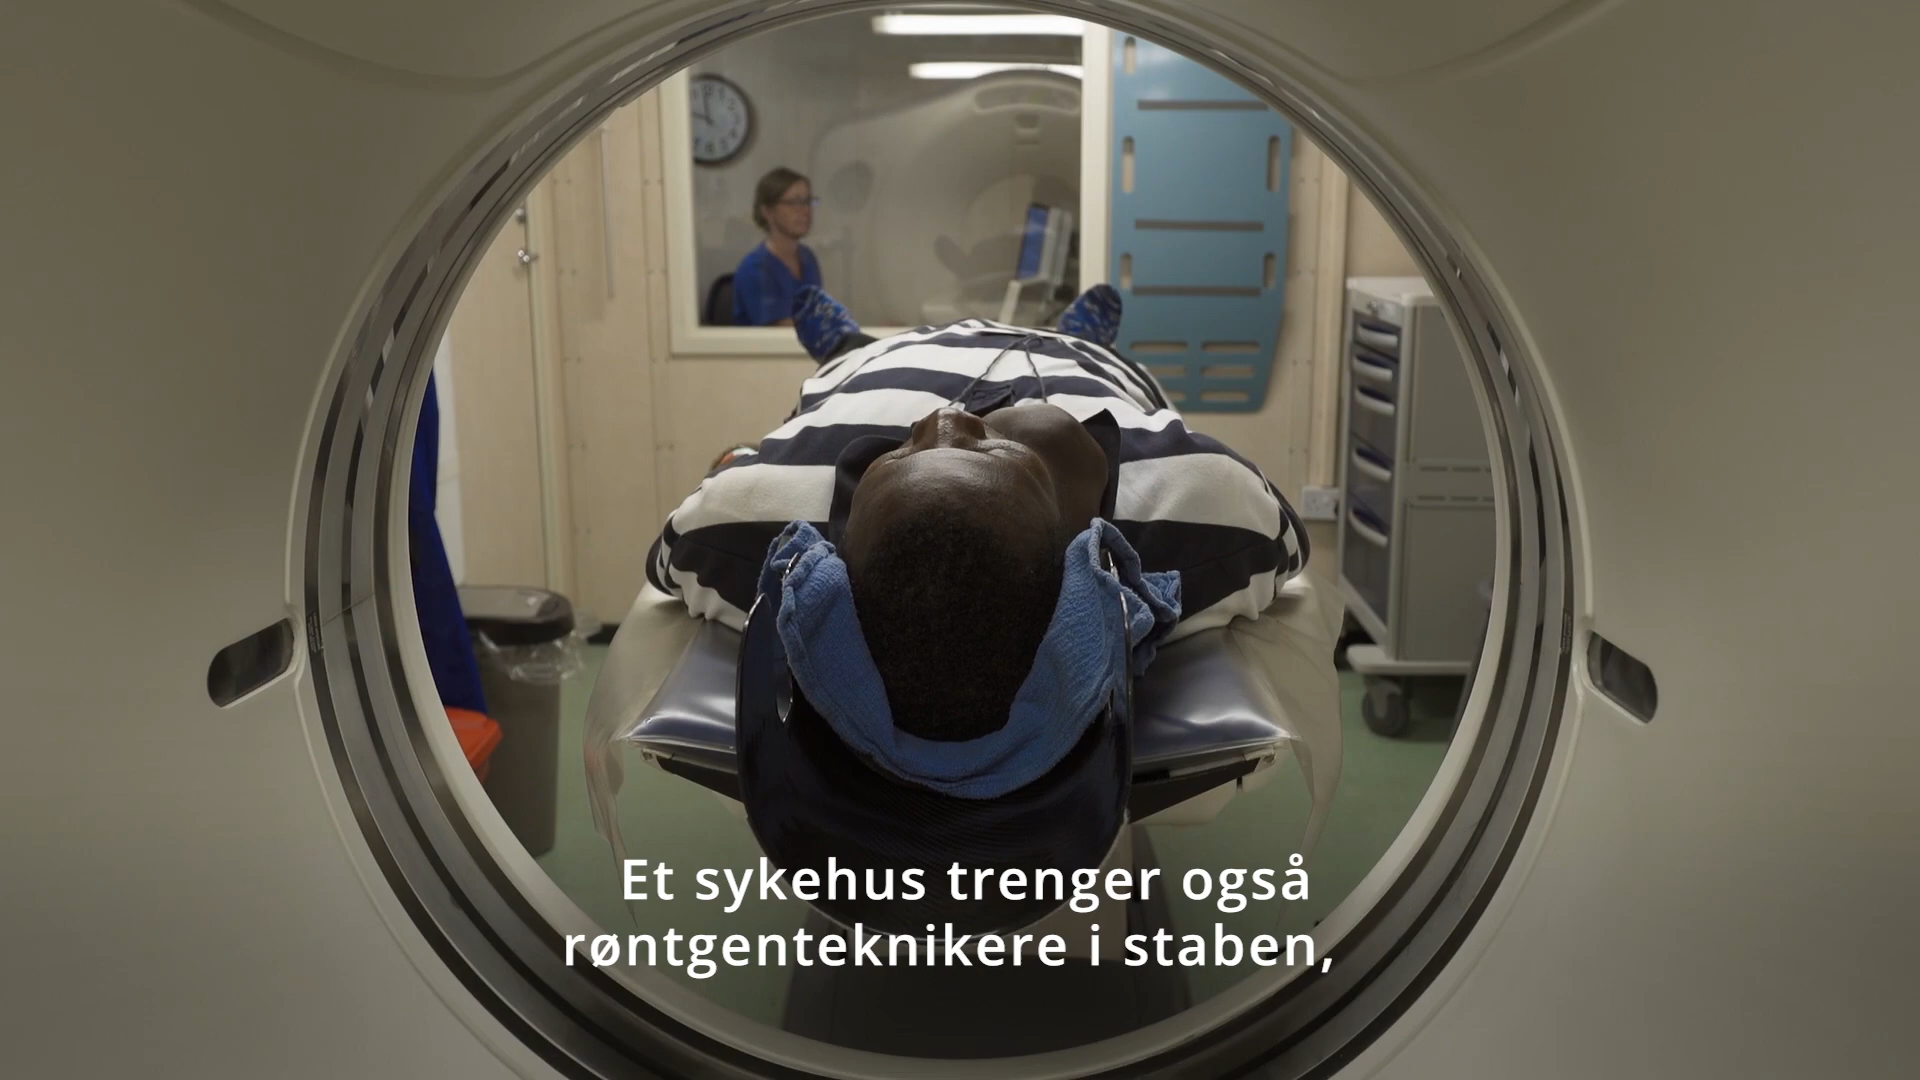 Et sykehus trenger også
røntgenteknikere i staben,